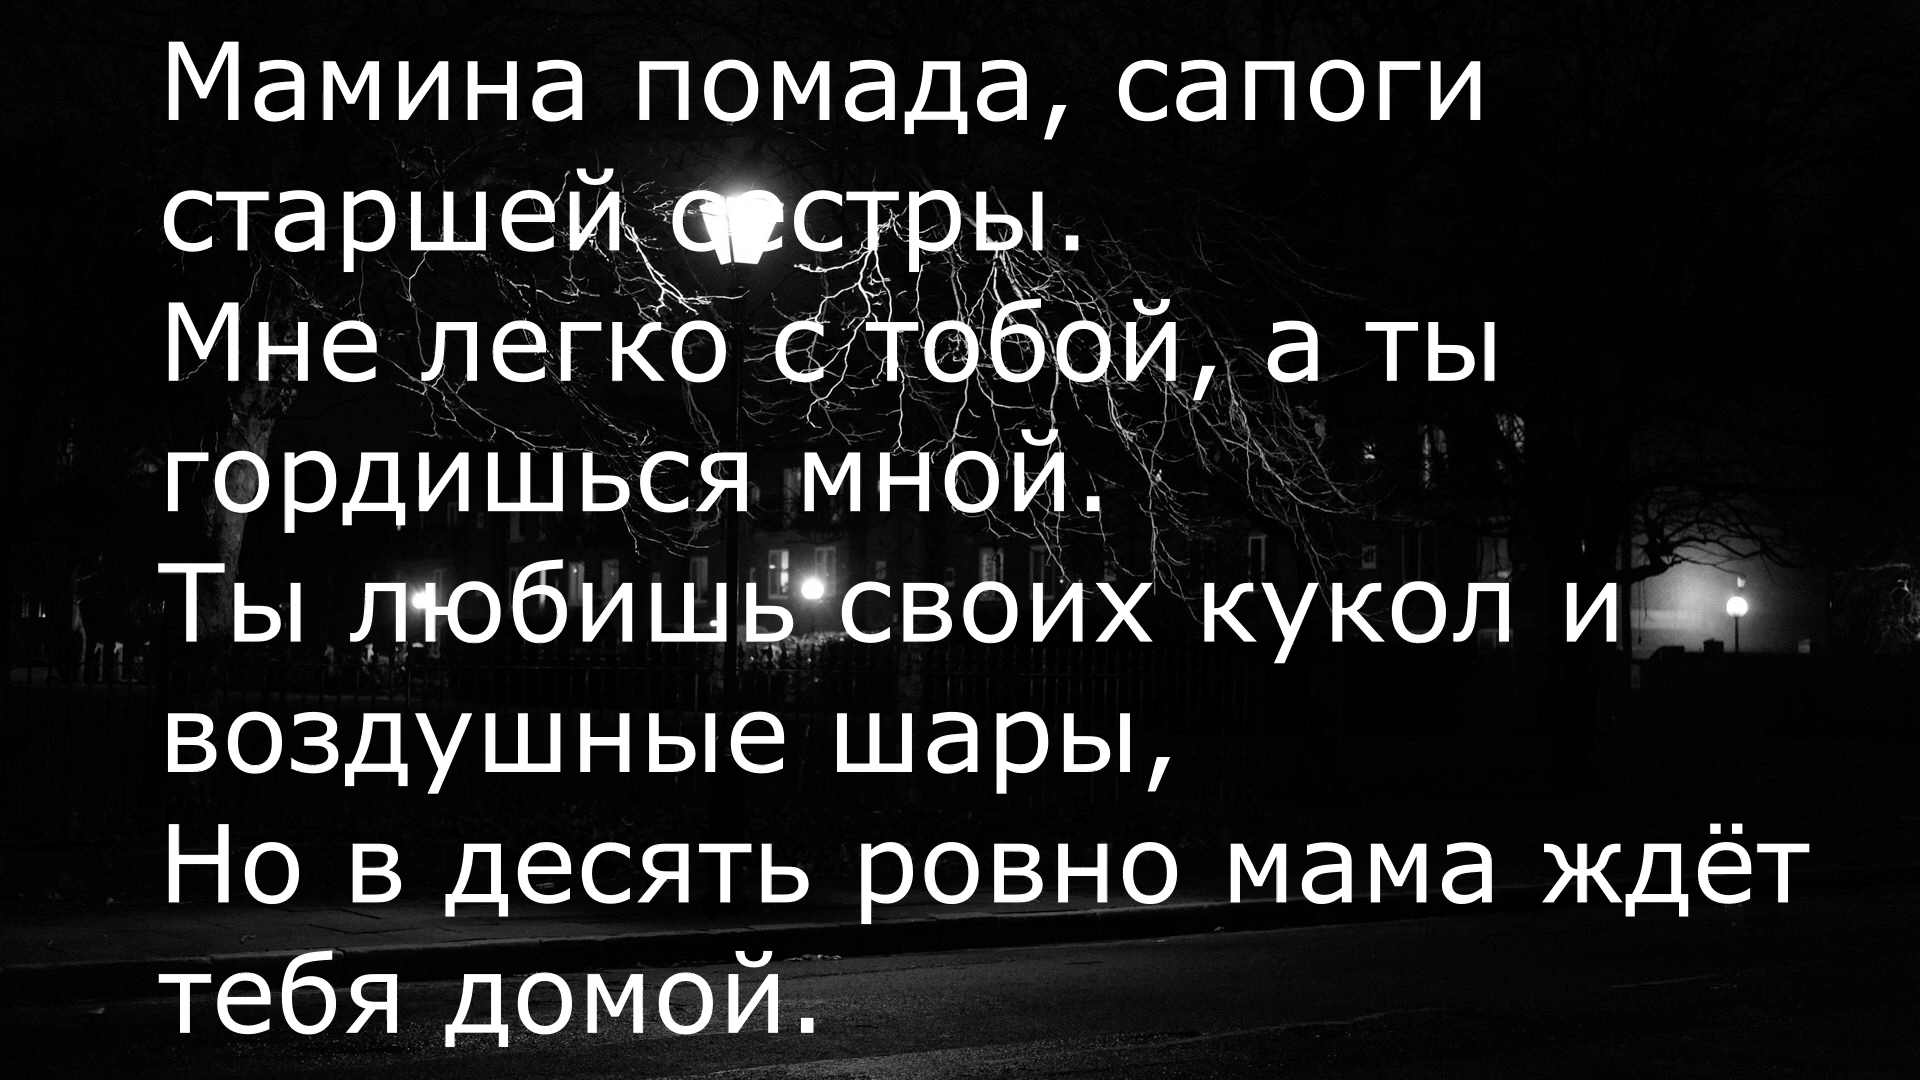 Мамина помада, сапоги
старшей сестры.
Мне легко с тобой, а ты
гордишься мной.
Ты любишь своих кукол и
воздушные шары,
Но в десять ровно мама ждёт
тебя домой.